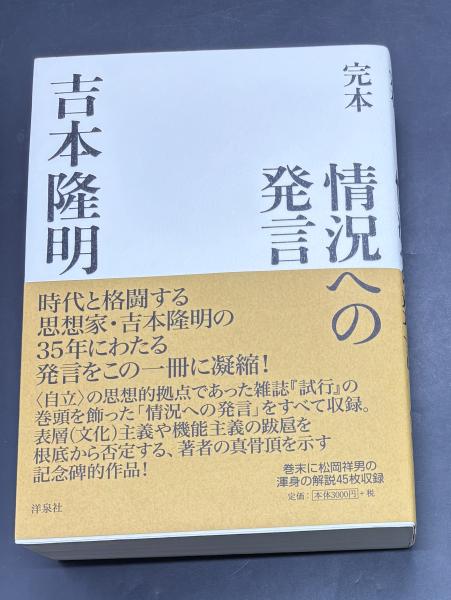 完本
情況への
発言
吉本隆明
時代と格闘する
思想家・吉本隆明の
35年にわたる
発言をこの一冊に凝縮!
〈自立〉の思想的拠点であった雑誌『試行』の
巻頭を飾った「情況への発言」をすべて収録。
表層(文化)主義や機能主義の跋扈を
根底から否定する、著者の真骨頂を示す
記念碑的作品!
巻末に松岡祥男の
渾身の解説45枚収録
定価:本体3000円+税
洋泉社